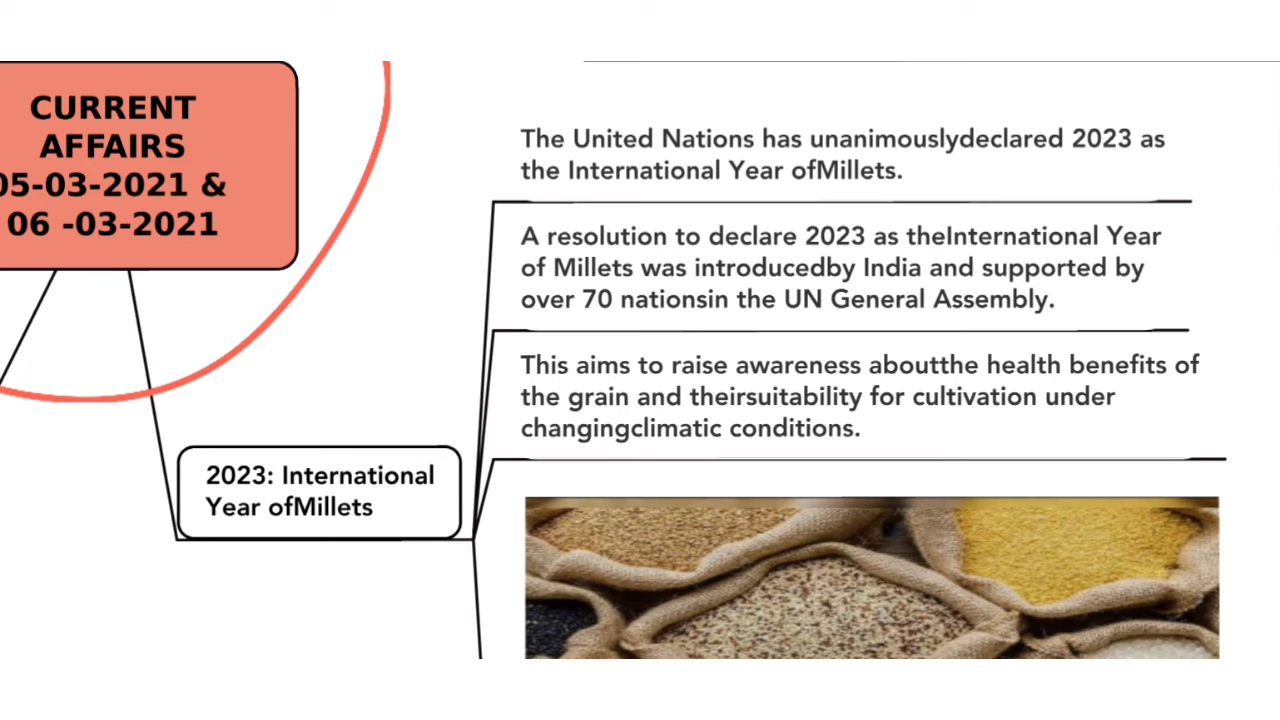 CURRENT
AFFAIRS
05-03-2021 &
06 -03-2021
The United Nations has unanimouslydeclared 2023 as
the International Year ofMillets.
A resolution to declare 2023 as theInternational Year
of Millets was introducedby India and supported by
over 70 nationsin the UN General Assembly.
This aims to raise awareness aboutthe health benefits of
the grain and theirsuitability for cultivation under
changingclimatic conditions.
2023: International
Year ofMillets